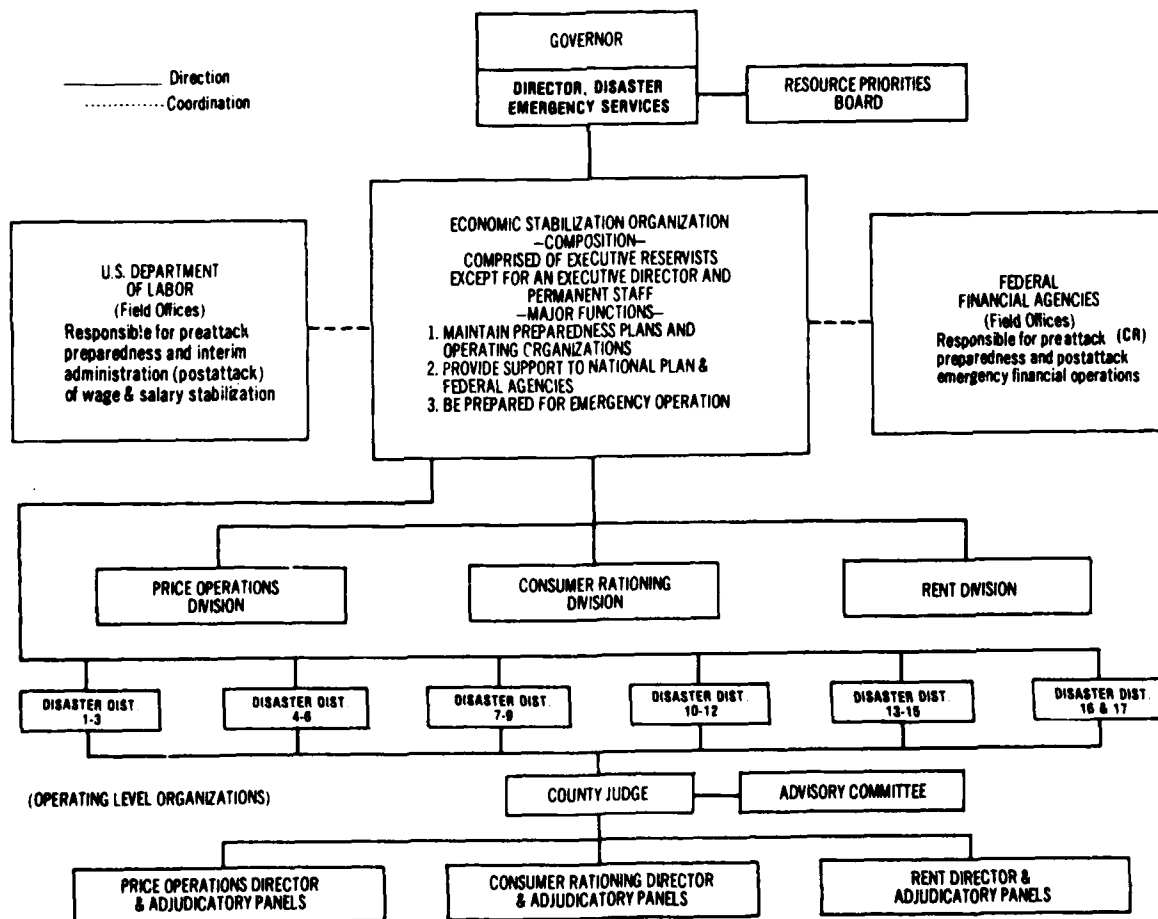 GOVERNOR
DIRECTOR, DISASTER
EMERGENCY SERVICES
RESOURCE PRIORITIES
BOARD
Direction
Coordination
U.S. DEPARTMENT
OF LABOR
(Field Offices)
Responsible for preattack
preparedness and interim
administration (postattack)
of wage & salary stabilization
ECONOMIC STABILIZATION ORGANIZATION
—COMPOSITION—
COMPRISED OF EXECUTIVE RESERVISTS
EXCEPT FOR AN EXECUTIVE DIRECTOR AND
PERMANENT STAFF
—MAJOR FUNCTIONS—
1. MAINTAIN PREPAREDNESS PLANS AND
OPERATING ORGANIZATIONS
2. PROVIDE SUPPORT TO NATIONAL PLAN &
FEDERAL AGENCIES
3. BE PREPARED FOR EMERGENCY OPERATION
FEDERAL
FINANCIAL AGENCIES
(Field Offices)
Responsible for preattack (CR)
preparedness and postattack
emergency financial operations
PRICE OPERATIONS
DIVISION
CONSUMER RATIONING
DIVISION
RENT DIVISION
DISASTER DIST.
1-3
DISASTER DIST.
4-6
DISASTER DIST.
7-9
DISASTER DIST.
10-12
DISASTER DIST.
13-15
DISASTER DIST.
16 & 17
(OPERATING LEVEL ORGANIZATIONS)
COUNTY JUDGE
ADVISORY COMMITTEE
PRICE OPERATIONS DIRECTOR
& ADJUDICATORY PANELS
CONSUMER RATIONING DIRECTOR
& ADJUDICATORY PANELS
RENT DIRECTOR &
ADJUDICATORY PANELS